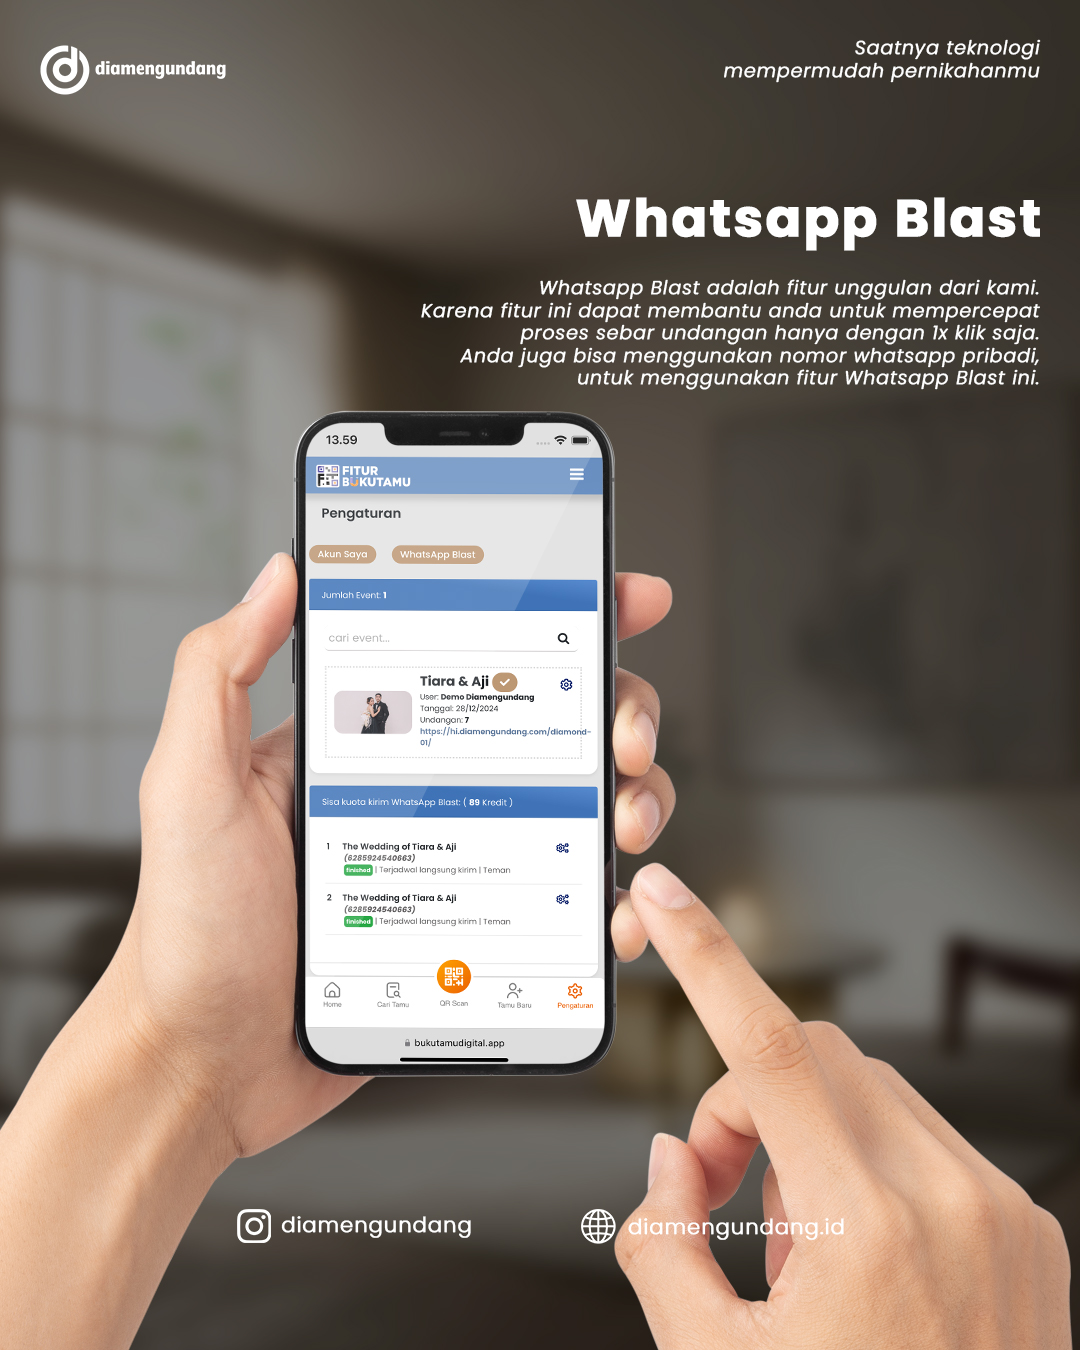 diamengundang
Saatnya teknologi
mempermudah pernikahanmu
Whatsapp Blast
Whatsapp Blast adalah fitur unggulan dari kami.
Karena fitur ini dapat membantu anda untuk mempercepat
proses sebar undangan hanya dengan 1x klik saja.
Anda juga bisa menggunakan nomor whatsapp pribadi,
untuk menggunakan fitur Whatsapp Blast ini.
13.59
FITUR
BUKUTAMU
Pengaturan
Akun Saya WhatsApp Blast
Jumlah Event: 1
cari event...
Tiara & Aji
User: Demo Diamengundang
Tanggal: 28/12/2024
Undangan: 7
https://hi.diamengundang.com/diamond-
01/
Sisa kuota kirim WhatsApp Blast: ( 89 Kredit )
1 The Wedding of Tiara & Aji
(6285924540663)
finished | Terjadwal langsung kirim | Teman
2 The Wedding of Tiara & Aji
(6285924540663)
finished | Terjadwal langsung kirim | Teman
Home Cari Tamu QR Scan Tamu Baru Pengaturan
bukutamudigital.app
diamengundang diamengundang.id